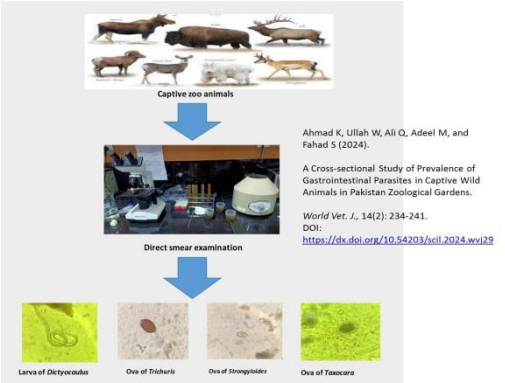 Captive zoo animals
Ahmad K, Ullah W, Ali Q, Adeel M, and
Fahad S (2024).
A Cross-sectional Study of Prevalence of
Gastrointestinal Parasites in Captive Wild
Animals in Pakistan Zoological Gardens.
World Vet. J., 14(2): 234-241.
DOI:
https://dx.doi.org/10.54203/scil.2024.wvj29
Direct smear examination
Larva of Dictyocaulus
Ova of Trichuris
Ova of Strongyloides
Ova of Taxocara